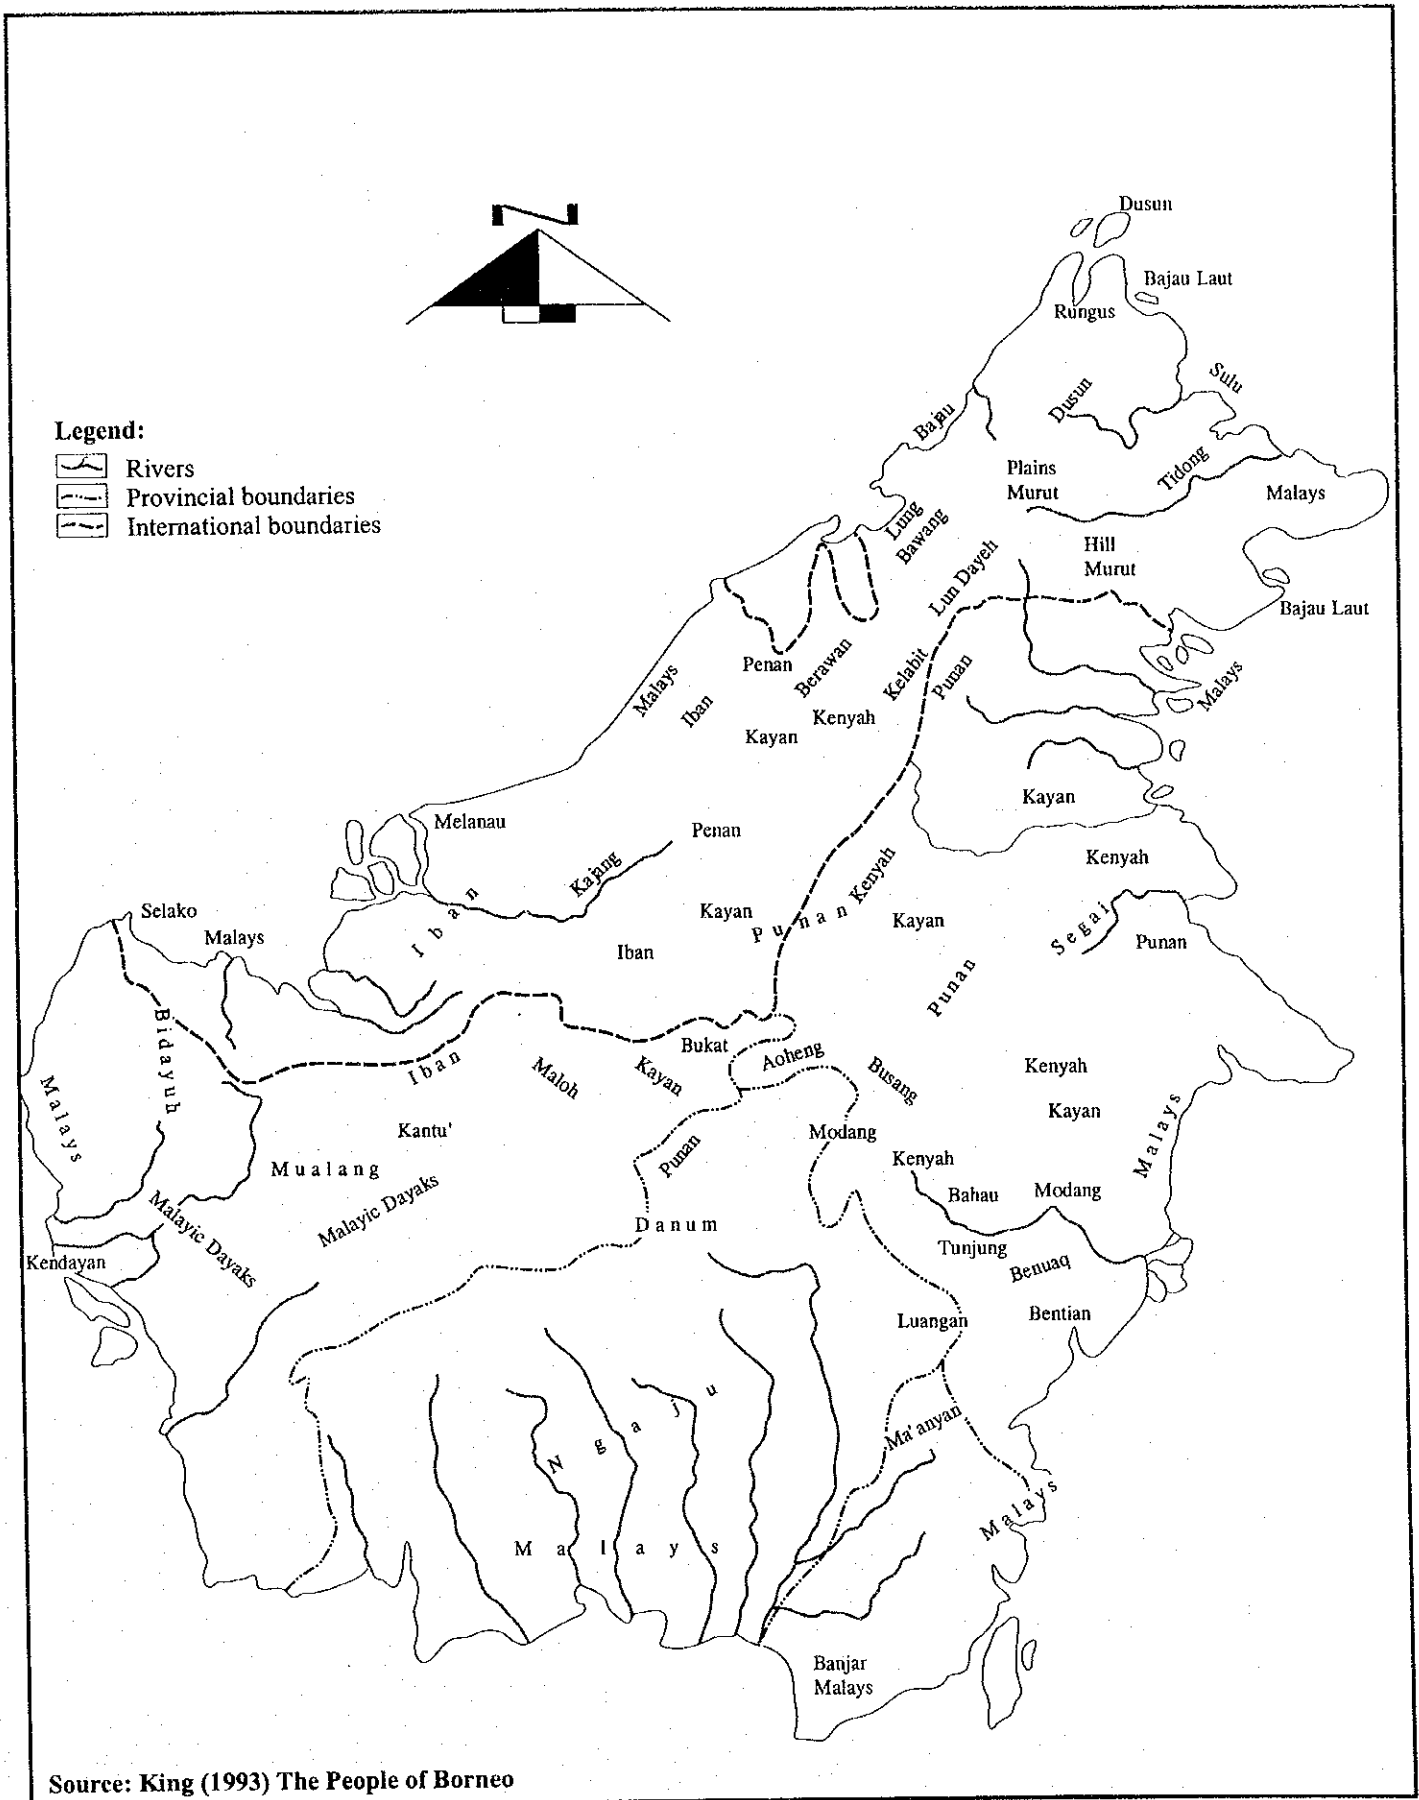 N
Dusun
Bajau Laut
Rungus
Sulu
Dusun
Bajau
Legend:
Rivers
Provincial boundaries
International boundaries
Plains
Murut
Tidong
Malays
Lung
Bawang
Hill
Murut
Lun Dayeh
Bajau Laut
Penan
Berawan
Kelabit
Punan
Malays
Malays
Iban
Kenyah
Kayan
Kayan
Melanau
Penan
Kenyah
Kajang
Kenyah
Iban
Kayan
Punan
Kayan
Segai
Punan
Selako
Malays
Iban
Punan
Bidayuh
Bukat
Aoheng
Iban
Maloh
Kayan
Busang
Kenyah
Kayan
Malays
Malays
Kantu'
Modang
Punan
Mualang
Kenyah
Bahau
Modang
Malayic Dayaks
Malayic Dayaks
Danum
Tunjung
Benuaq
Kendayan
Luangan
Bentian
Ngaju
Ma'anyan
Malays
Malays
Banjar
Malays
Source: King (1993) The People of Borneo